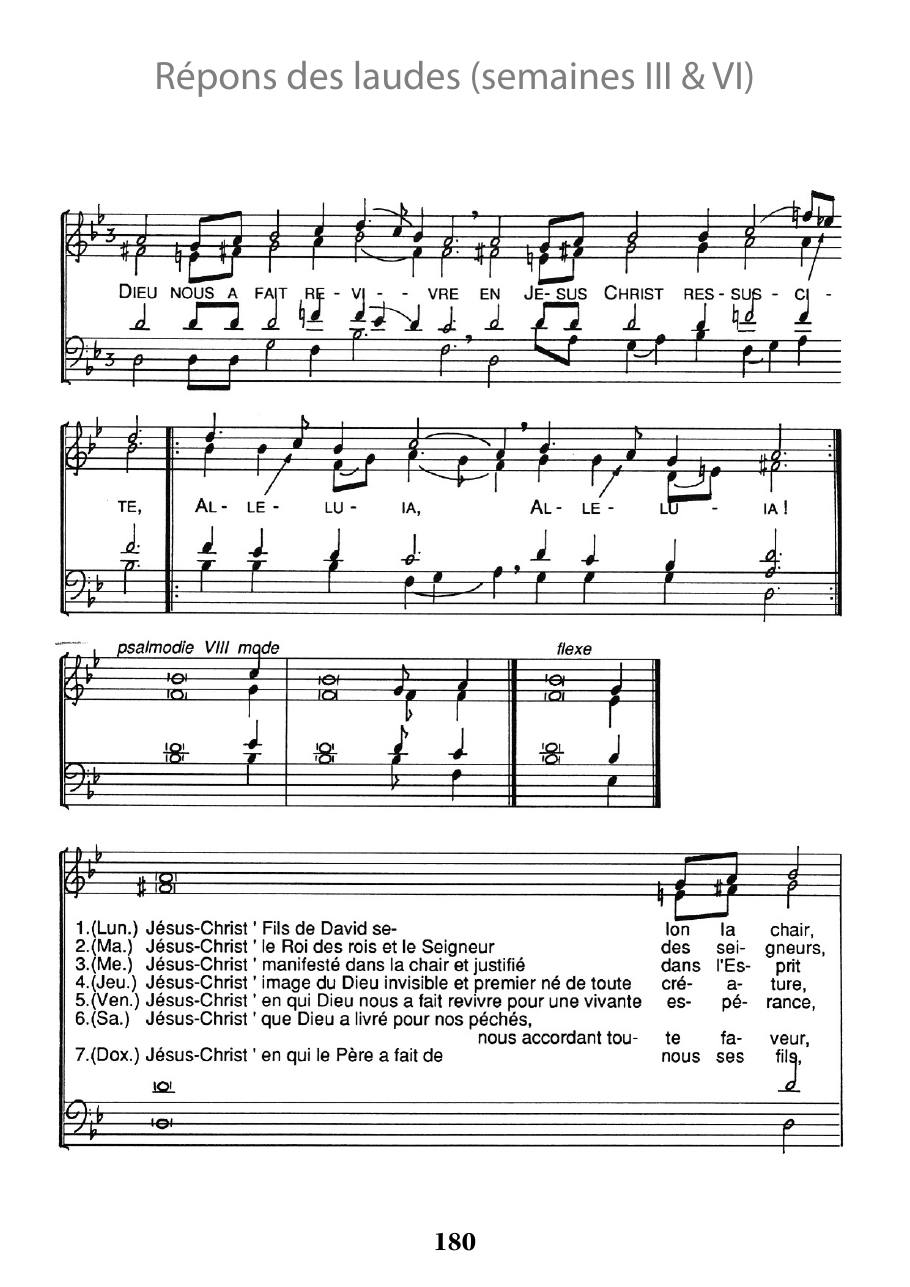 Répons des laudes (semaines III & VI)
3
DIEU NOUS A FAIT RE - VI - - VRE EN JE- SUS CHRIST RES - SUS - CI -
3
TE, AL - LE - LU - IA, AL - LE - LU - IA !
psalmodie VIII mode flexe
1.(Lun.) Jésus-Christ ' Fils de David se- lon la chair,
2.(Ma.) Jésus-Christ ' le Roi des rois et le Seigneur des sei- gneurs,
3.(Me.) Jésus-Christ ' manifesté dans la chair et justifié dans l'Es- prit
4.(Jeu.) Jésus-Christ ' image du Dieu invisible et premier né de toute cré- a- ture,
5.(Ven.) Jésus-Christ ' en qui Dieu nous a fait revivre pour une vivante es- pé- rance,
6.(Sa.) Jésus-Christ ' que Dieu a livré pour nos péchés,
nous accordant tou- te fa- veur,
7.(Dox.) Jésus-Christ ' en qui le Père a fait de nous ses fils,
180